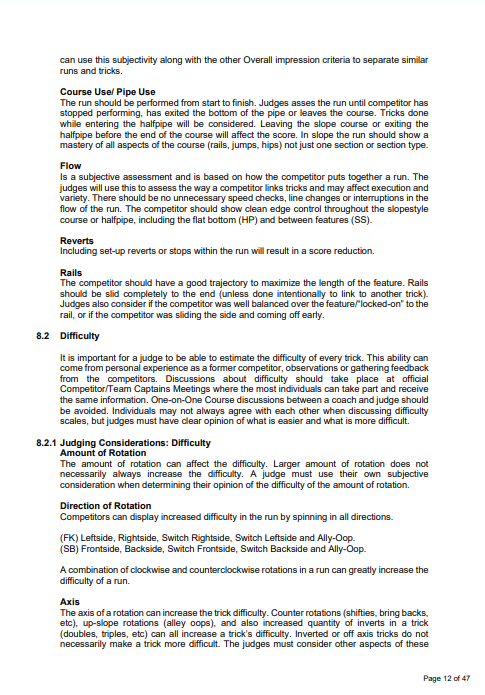 can use this subjectivity along with the other Overall impression criteria to separate similar
runs and tricks.
Course Use/ Pipe Use
The run should be performed from start to finish. Judges asses the run until competitor has
stopped performing, has exited the bottom of the pipe or leaves the course. Tricks done
while entering the halfpipe will be considered. Leaving the slope course or exiting the
halfpipe before the end of the course will affect the score. In slope the run should show a
mastery of all aspects of the course (rails, jumps, hips) not just one section or section type.
Flow
Is a subjective assessment and is based on how the competitor puts together a run. The
judges will use this to assess the way a competitor links tricks and may affect execution and
variety. There should be no unnecessary speed checks, line changes or interruptions in the
flow of the run. The competitor should show clean edge control throughout the slopestyle
course or halfpipe, including the flat bottom (HP) and between features (SS).
Reverts
Including set-up reverts or stops within the run will result in a score reduction.
Rails
The competitor should have a good trajectory to maximize the length of the feature. Rails
should be slid completely to the end (unless done intentionally to link to another trick).
Judges also consider if the competitor was well balanced over the feature/"locked-on" to the
rail, or if the competitor was sliding the side and coming off early.
8.2 Difficulty
It is important for a judge to be able to estimate the difficulty of every trick. This ability can
come from personal experience as a former competitor, observations or gathering feedback
from the competitors. Discussions about difficulty should take place at official
Competitor/Team Captains Meetings where the most individuals can take part and receive
the same information. One-on-One Course discussions between a coach and judge should
be avoided. Individuals may not always agree with each other when discussing difficulty
scales, but judges must have clear opinion of what is easier and what is more difficult.
8.2.1 Judging Considerations: Difficulty
Amount of Rotation
The amount of rotation can affect the difficulty. Larger amount of rotation does not
necessarily always increase the difficulty. A judge must use their own subjective
consideration when determining their opinion of the difficulty of the amount of rotation.
Direction of Rotation
Competitors can display increased difficulty in the run by spinning in all directions.
(FK) Leftside, Rightside, Switch Rightside, Switch Leftside and Ally-Oop.
(SB) Frontside, Backside, Switch Frontside, Switch Backside and Ally-Oop.
A combination of clockwise and counterclockwise rotations in a run can greatly increase the
difficulty of a run.
Axis
The axis of a rotation can increase the trick difficulty. Counter rotations (shifties, bring backs,
etc), up-slope rotations (alley oops), and also increased quantity of inverts in a trick
(doubles, triples, etc) can all increase a trick's difficulty. Inverted or off axis tricks do not
necessarily make a trick more difficult. The judges must consider other aspects of these
Page 12 of 47